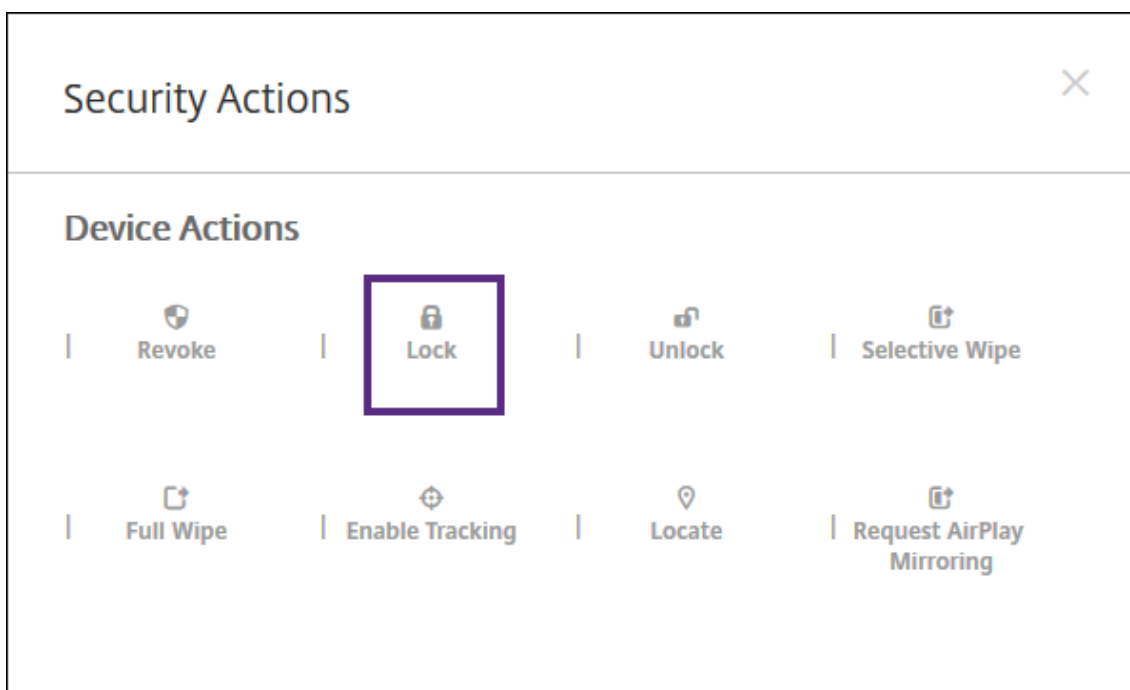 Security Actions
Device Actions
Revoke
Lock
Unlock
Selective Wipe
Full Wipe
Enable Tracking
Locate
Request AirPlay
Mirroring